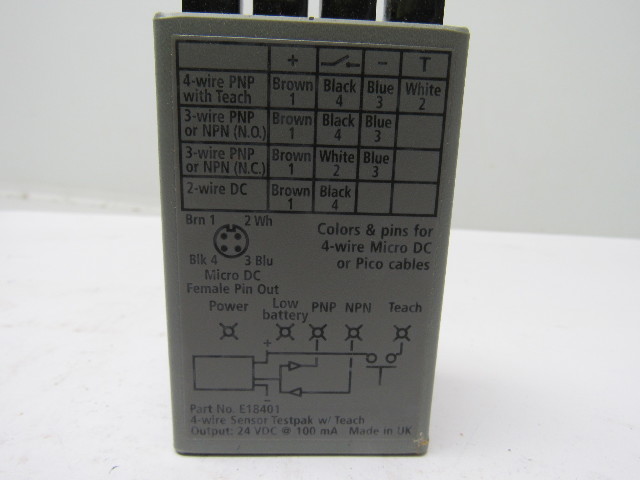 + − T
4-wire PNP with Teach Brown 1 Black 4 Blue 3 White 2
3-wire PNP or NPN (N.O.) Brown 1 Black 4 Blue 3
3-wire PNP or NPN (N.C.) Brown 1 White 2 Blue 3
2-wire DC Brown 1 Black 4
Brn 1 2 Wh
Blk 4 3 Blu
Micro DC
Female Pin Out
Colors & pins for
4-wire Micro DC
or Pico cables
Power Low battery PNP NPN Teach
+
−
Part No. E18401
4-wire Sensor Testpak w/ Teach
Output: 24 VDC @ 100 mA Made in UK